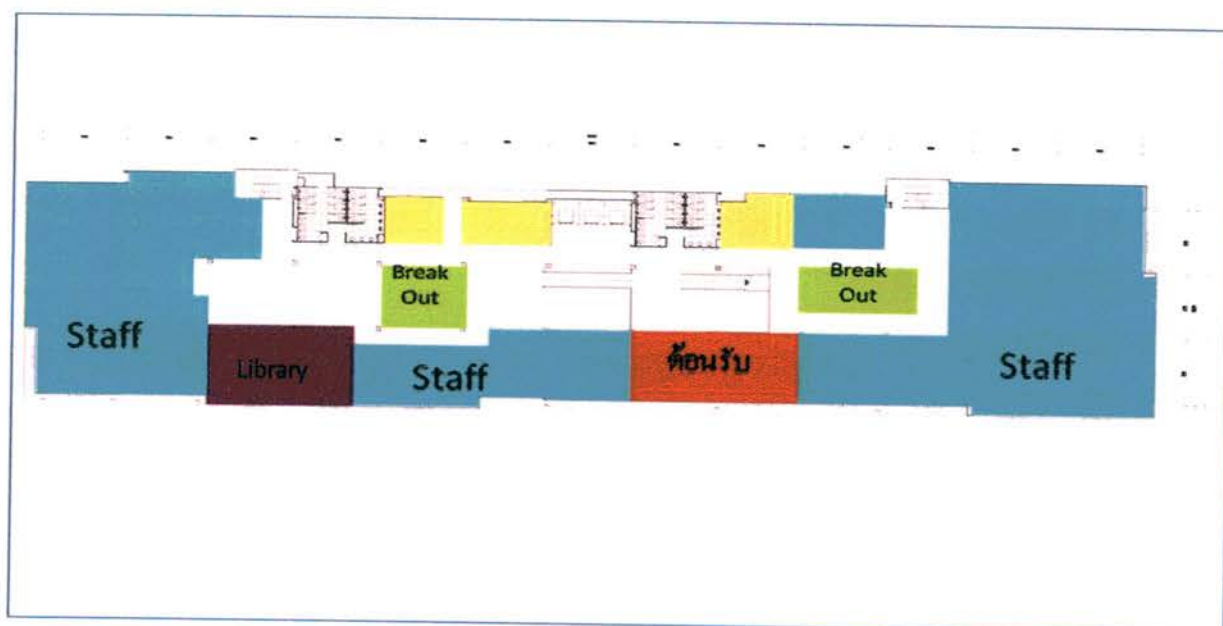 Break
Out
Break
Out
Staff
Library
Staff
ต้อนรับ
Staff